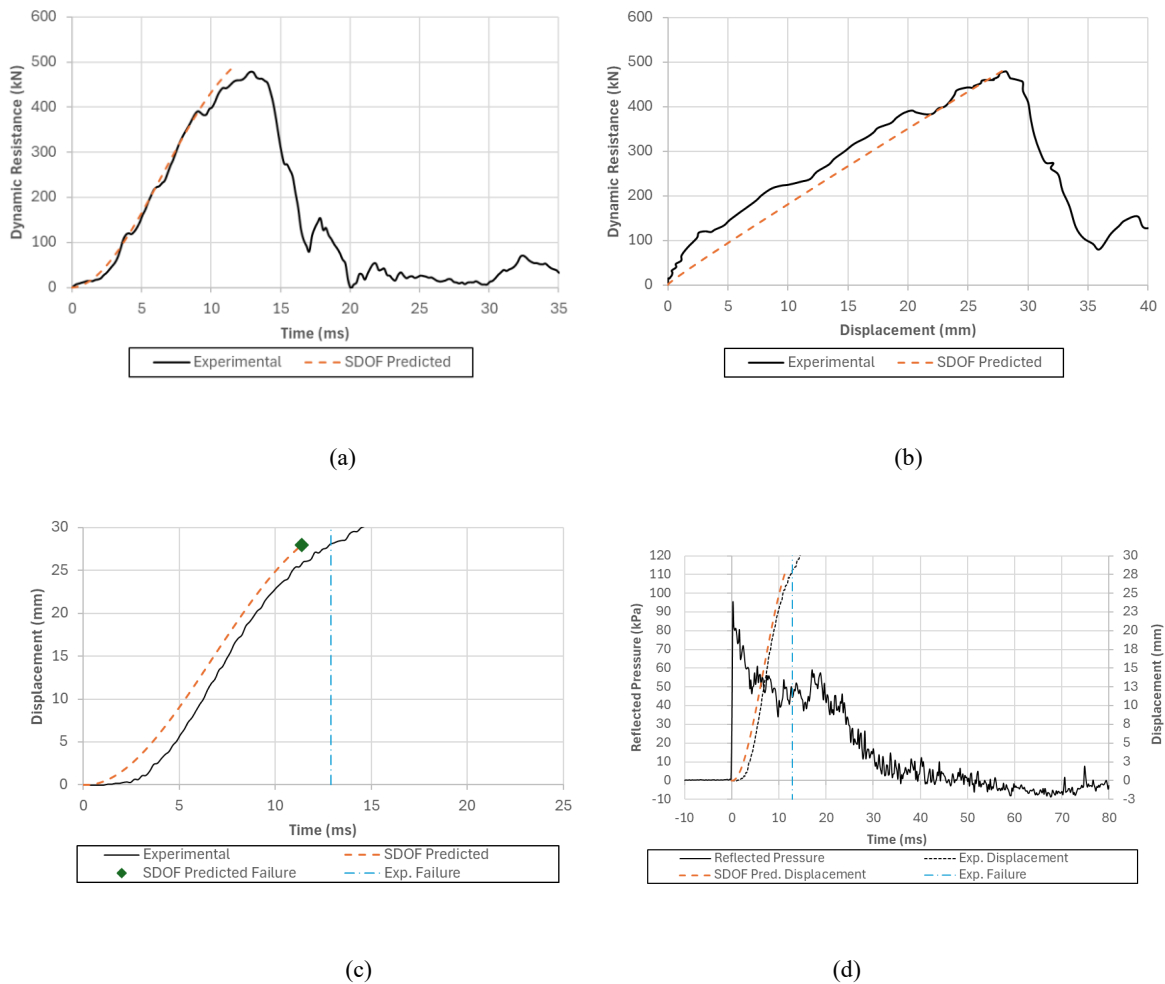 600
500
400
300
200
100
0
Dynamic Resistance (kN)
0 5 10 15 20 25 30 35
Time (ms)
Experimental SDOF Predicted
(a)
600
500
400
300
200
100
0
Dynamic Resistance (kN)
0 5 10 15 20 25 30 35 40
Displacement (mm)
Experimental SDOF Predicted
(b)
30
25
20
15
10
5
0
Displacement (mm)
0 5 10 15 20 25
Time (ms)
Experimental SDOF Predicted
SDOF Predicted Failure Exp. Failure
(c)
120
110
100
90
80
70
60
50
40
30
20
10
0
-10
Reflected Pressure (kPa)
30
28
25
23
20
18
15
13
10
8
5
3
0
-3
Displacement (mm)
-10 0 10 20 30 40 50 60 70 80
Time (ms)
Reflected Pressure Exp. Displacement
SDOF Pred. Displacement Exp. Failure
(d)